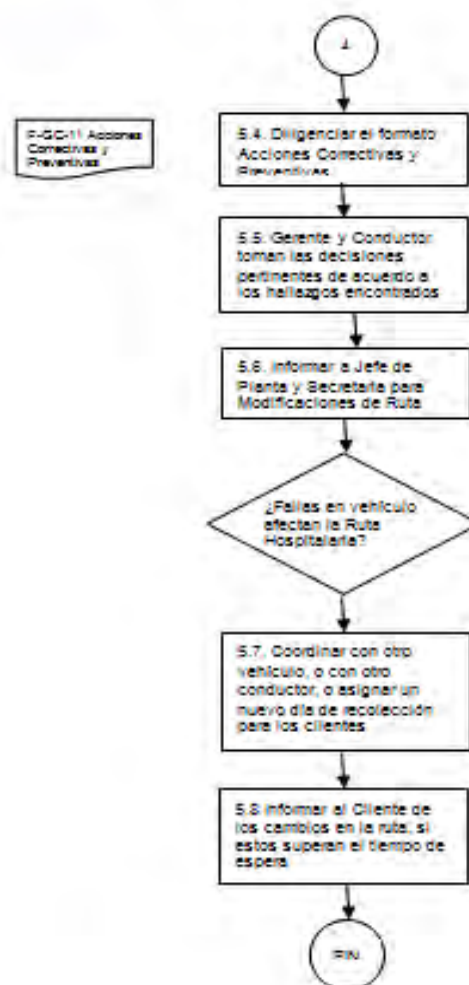 F-GC-11 Acciones
Correctivas y
Preventivas
5.4. Diligenciar el formato
Acciones Correctivas y
Preventivas
5.5. Gerente y Conductor
toman las decisiones
pertinentes de acuerdo a
los hallazgos encontrados
5.6. Informar a Jefe de
Planta y Secretaria para
Modificaciones de Ruta
¿Fallas en vehículo
afectan la Ruta
Hospitalaria?
5.7. Coordinar con otro
vehículo, o con otro
conductor, o asignar un
nuevo día de recolección
para los clientes
5.8 Informar al Cliente de
los cambios en la ruta, si
estos superan el tiempo de
espera
FIN